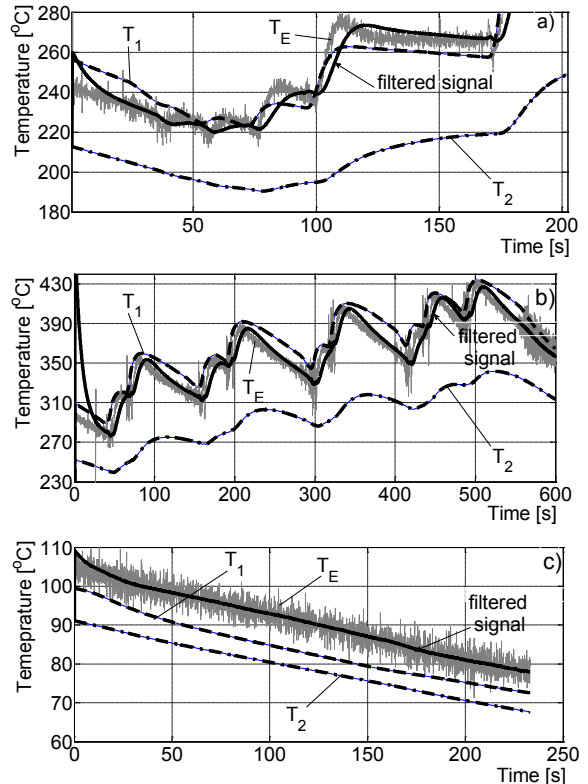 Temperature [°C]
280
260
240
220
200
180
50
100
150
200
Time [s]
a)
T1
TE
filtered signal
T2
Temperature [°C]
430
390
350
310
270
230
0
100
200
300
400
500
600
Time [s]
b)
T1
filtered
signal
TE
T2
Temeprature [°C]
110
100
90
80
70
60
0
50
100
150
200
250
Time [s]
c)
T1
TE
filtered
signal
T2